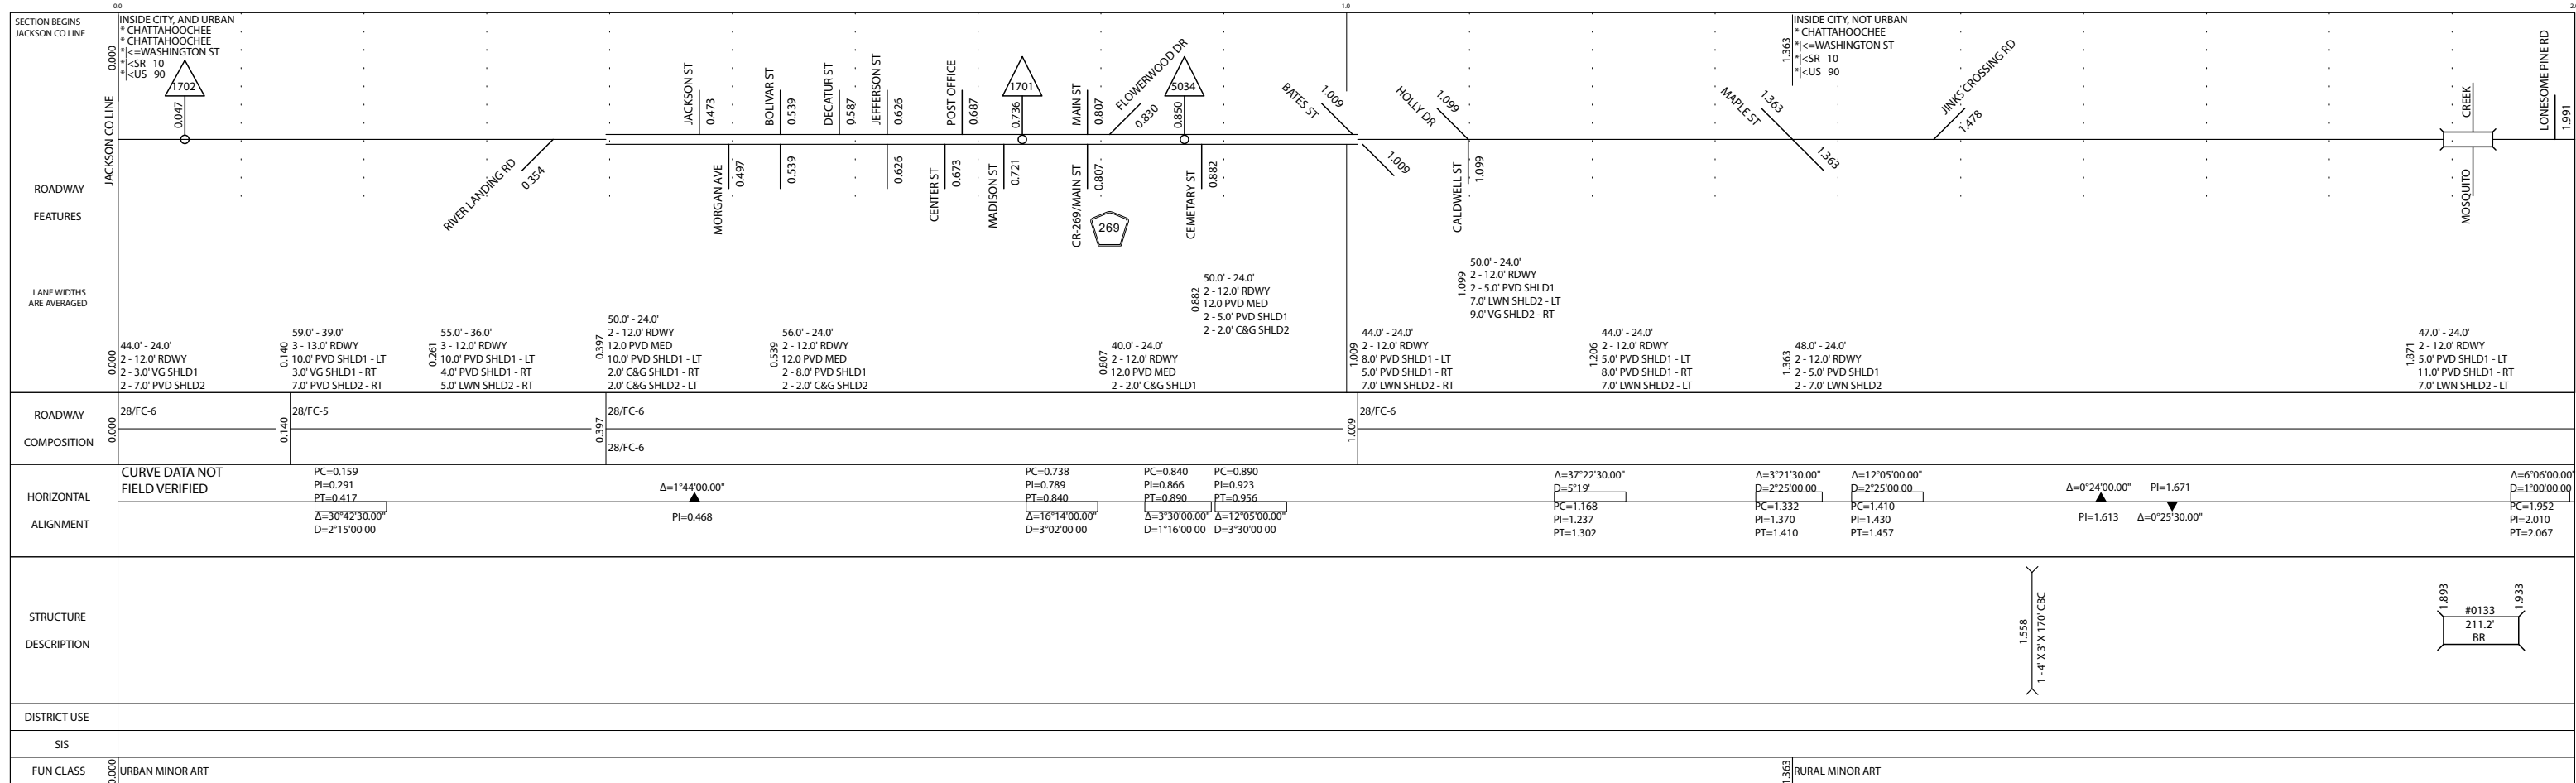 0.0
1.0
2.0
SECTION BEGINS
JACKSON CO LINE
0.000
INSIDE CITY, AND URBAN
* CHATTAHOOCHEE
* CHATTAHOOCHEE
*|<=WASHINGTON ST
*|<SR 10
*|<US 90
1702
0.047
JACKSON CO LINE
RIVER LANDING RD
0.354
JACKSON ST
0.473
MORGAN AVE
0.497
BOLIVAR ST
0.539
0.539
DECATUR ST
0.587
JEFFERSON ST
0.626
0.626
POST OFFICE
0.687
CENTER ST
0.673
1701
0.736
MADISON ST
0.721
MAIN ST
0.807
CR-269/MAIN ST
0.807
269
FLOWERWOOD DR
0.830
5034
0.850
CEMETARY ST
0.882
BATES ST
1.009
1.009
HOLLY DR
1.099
CALDWELL ST
1.099
MAPLE ST
1.363
1.363
1.363
INSIDE CITY, NOT URBAN
* CHATTAHOOCHEE
*|<=WASHINGTON ST
*|<SR 10
*|<US 90
JINKS CROSSING RD
1.478
CREEK
MOSQUITO
LONESOME PINE RD
1.991
ROADWAY
FEATURES
LANE WIDTHS
ARE AVERAGED
0.000
44.0' - 24.0'
2 - 12.0' RDWY
2 - 3.0' VG SHLD1
2 - 7.0' PVD SHLD2
0.140
59.0' - 39.0'
3 - 13.0' RDWY
10.0' PVD SHLD1 - LT
3.0' VG SHLD1 - RT
7.0' PVD SHLD2 - RT
0.261
55.0' - 36.0'
3 - 12.0' RDWY
10.0' PVD SHLD1 - LT
4.0' PVD SHLD1 - RT
5.0' LWN SHLD2 - RT
0.397
50.0' - 24.0'
2 - 12.0' RDWY
12.0 PVD MED
10.0' PVD SHLD1 - LT
2.0' C&G SHLD1 - RT
2.0' C&G SHLD2 - LT
0.539
56.0' - 24.0'
2 - 12.0' RDWY
12.0 PVD MED
2 - 8.0' PVD SHLD1
2 - 2.0' C&G SHLD2
0.807
40.0' - 24.0'
2 - 12.0' RDWY
12.0 PVD MED
2 - 2.0' C&G SHLD1
0.882
50.0' - 24.0'
2 - 12.0' RDWY
12.0 PVD MED
2 - 5.0' PVD SHLD1
2 - 2.0' C&G SHLD2
1.009
44.0' - 24.0'
2 - 12.0' RDWY
8.0' PVD SHLD1 - LT
5.0' PVD SHLD1 - RT
7.0' LWN SHLD2 - RT
1.099
50.0' - 24.0'
2 - 12.0' RDWY
2 - 5.0' PVD SHLD1
7.0' LWN SHLD2 - LT
9.0' VG SHLD2 - RT
1.206
44.0' - 24.0'
2 - 12.0' RDWY
5.0' PVD SHLD1 - LT
8.0' PVD SHLD1 - RT
7.0' LWN SHLD2 - LT
1.363
48.0' - 24.0'
2 - 12.0' RDWY
2 - 5.0' PVD SHLD1
2 - 7.0' LWN SHLD2
1.871
47.0' - 24.0'
2 - 12.0' RDWY
5.0' PVD SHLD1 - LT
11.0' PVD SHLD1 - RT
7.0' LWN SHLD2 - LT
ROADWAY
COMPOSITION
0.000
28/FC-6
0.140
28/FC-5
0.397
28/FC-6
28/FC-6
1.009
28/FC-6
HORIZONTAL
ALIGNMENT
CURVE DATA NOT
FIELD VERIFIED
PC=0.159
PI=0.291
PT=0.417
Δ=30°42'30.00"
D=2°15'00 00
Δ=1°44'00.00"
PI=0.468
PC=0.738
PI=0.789
PT=0.840
Δ=16°14'00.00"
D=3°02'00 00
PC=0.840
PI=0.866
PT=0.890
Δ=3°30'00.00"
D=1°16'00 00
PC=0.890
PI=0.923
PT=0.956
Δ=12°05'00.00"
D=3°30'00 00
Δ=37°22'30.00"
D=5°19'
PC=1.168
PI=1.237
PT=1.302
Δ=3°21'30.00"
D=2°25'00 00
PC=1.332
PI=1.370
PT=1.410
Δ=12°05'00.00"
D=2°25'00 00
PC=1.410
PI=1.430
PT=1.457
Δ=0°24'00.00"
PI=1.613
PI=1.671
Δ=0°25'30.00"
Δ=6°06'00.00"
D=1°00'00 00
PC=1.952
PI=2.010
PT=2.067
STRUCTURE
DESCRIPTION
1.558
1 -4' X 3' X 170' CBC
1.893
1.933
#0133
211.2'
BR
DISTRICT USE
SIS
FUN CLASS
0.000
URBAN MINOR ART
1.363
RURAL MINOR ART